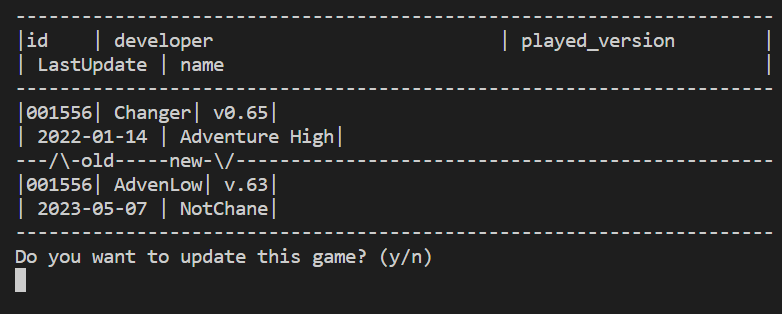 -----------------------------------------------------------------------
|id    | developer                           | played_version        |
| LastUpdate | name                                                  |
-----------------------------------------------------------------------
|001556| Changer| v0.65|
| 2022-01-14 | Adventure High|
---/\-old-----new-\/---------------------------------------------------
|001556| AdvenLow| v.63|
| 2023-05-07 | NotChane|
-----------------------------------------------------------------------
Do you want to update this game? (y/n)